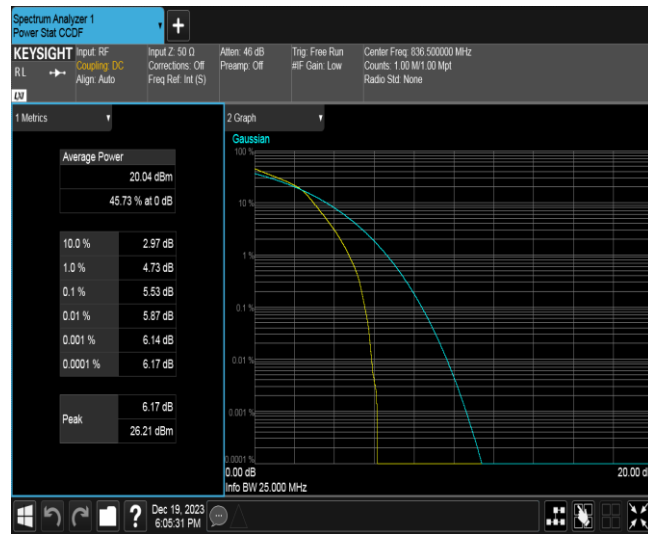 Spectrum Analyzer 1
Power Stat CCDF
KEYSIGHT
RL
LXI
Input: RF
Coupling: DC
Align: Auto
Input Z: 50 Ω
Corrections: Off
Freq Ref: Int (S)
Atten: 46 dB
Preamp: Off
Trig: Free Run
#IF Gain: Low
Center Freq: 836.500000 MHz
Counts: 1.00 M/1.00 Mpt
Radio Std: None
1 Metrics
Average Power
20.04 dBm
45.73 % at 0 dB
10.0 % 2.97 dB
1.0 % 4.73 dB
0.1 % 5.53 dB
0.01 % 5.87 dB
0.001 % 6.14 dB
0.0001 % 6.17 dB
Peak
6.17 dB
26.21 dBm
2 Graph
Gaussian
100 %
10 %
1 %
0.1 %
0.01 %
0.001 %
0.0001 %
0.00 dB 20.00 d
Info BW 25.000 MHz
?
Dec 19, 2023
6:05:31 PM